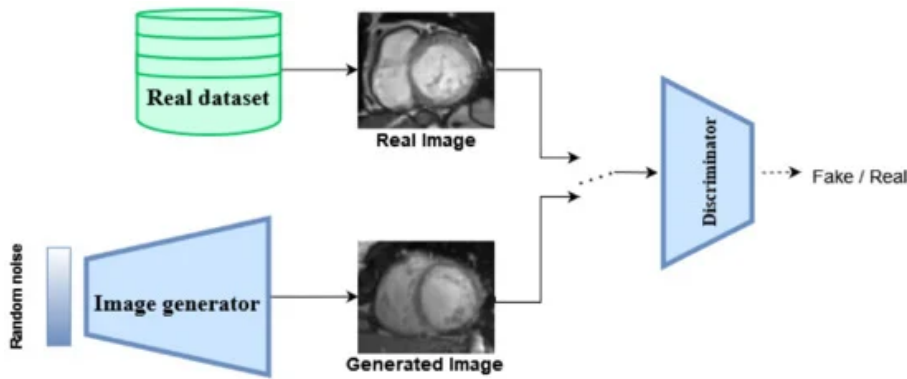 Real dataset
Real Image
Discriminator
Fake / Real
Random noise
Image generator
Generated Image